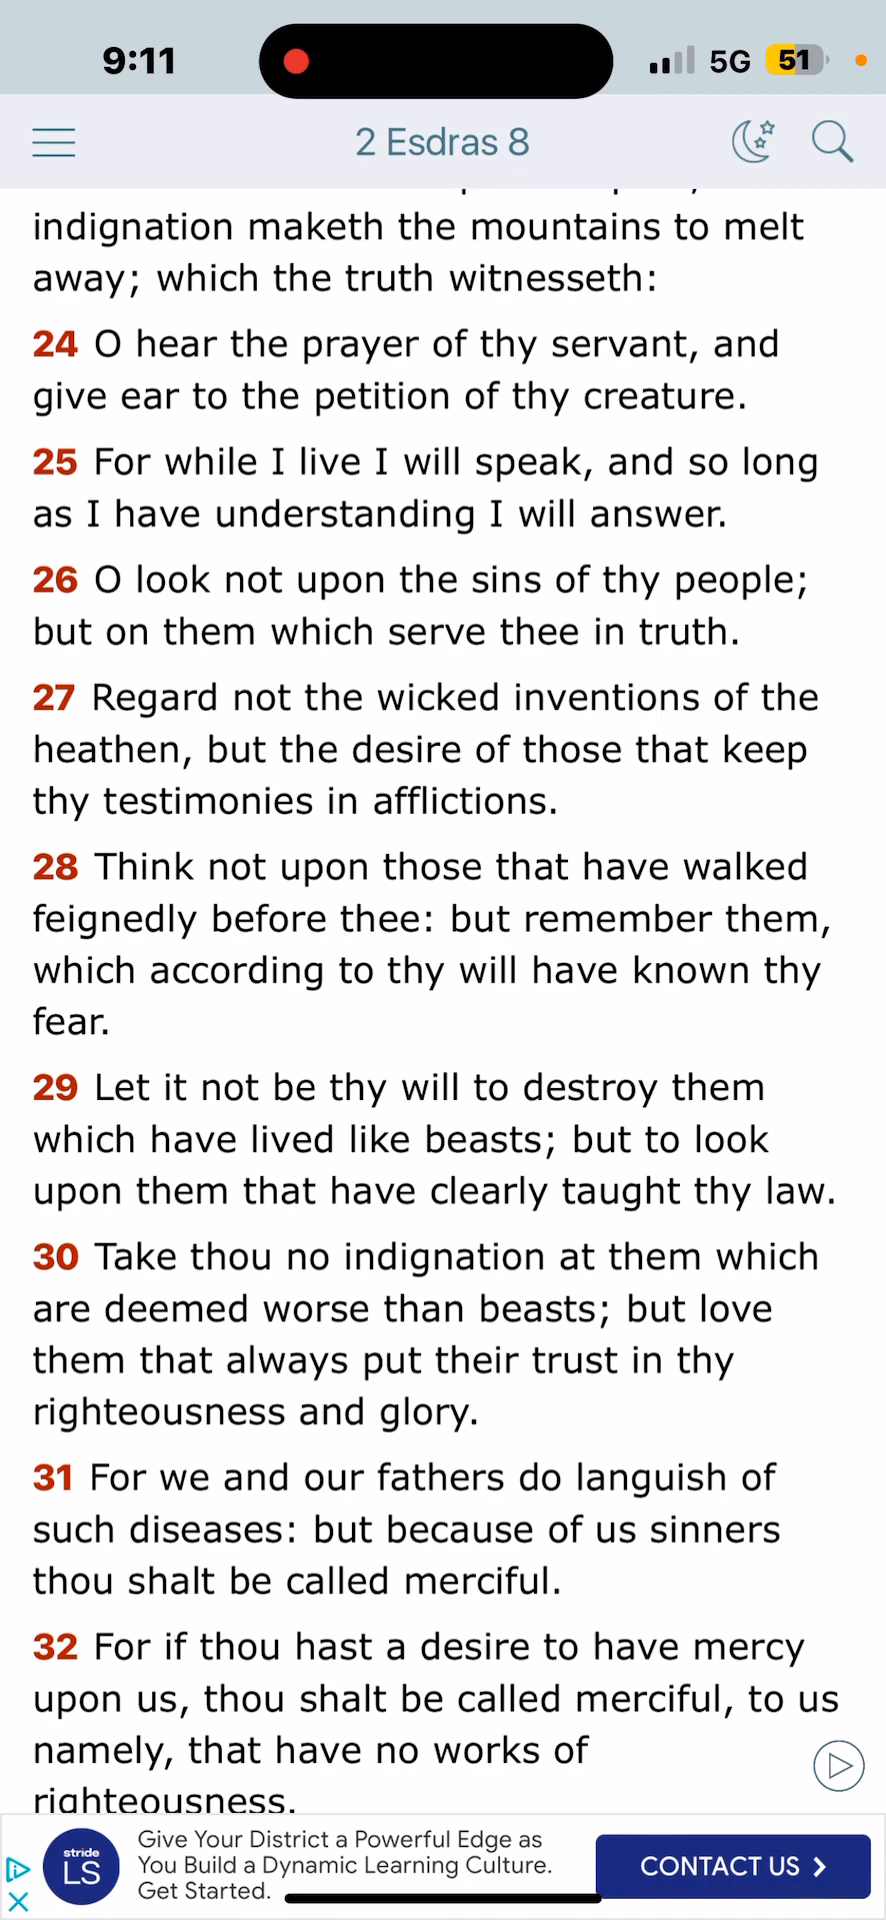 9:11
5G
51
2 Esdras 8
indignation maketh the mountains to melt
away; which the truth witnesseth:
24 O hear the prayer of thy servant, and
give ear to the petition of thy creature.
25 For while I live I will speak, and so long
as I have understanding I will answer.
26 O look not upon the sins of thy people;
but on them which serve thee in truth.
27 Regard not the wicked inventions of the
heathen, but the desire of those that keep
thy testimonies in afflictions.
28 Think not upon those that have walked
feignedly before thee: but remember them,
which according to thy will have known thy
fear.
29 Let it not be thy will to destroy them
which have lived like beasts; but to look
upon them that have clearly taught thy law.
30 Take thou no indignation at them which
are deemed worse than beasts; but love
them that always put their trust in thy
righteousness and glory.
31 For we and our fathers do languish of
such diseases: but because of us sinners
thou shalt be called merciful.
32 For if thou hast a desire to have mercy
upon us, thou shalt be called merciful, to us
namely, that have no works of
righteousness.
stride
LS
Give Your District a Powerful Edge as
You Build a Dynamic Learning Culture.
Get Started.
CONTACT US